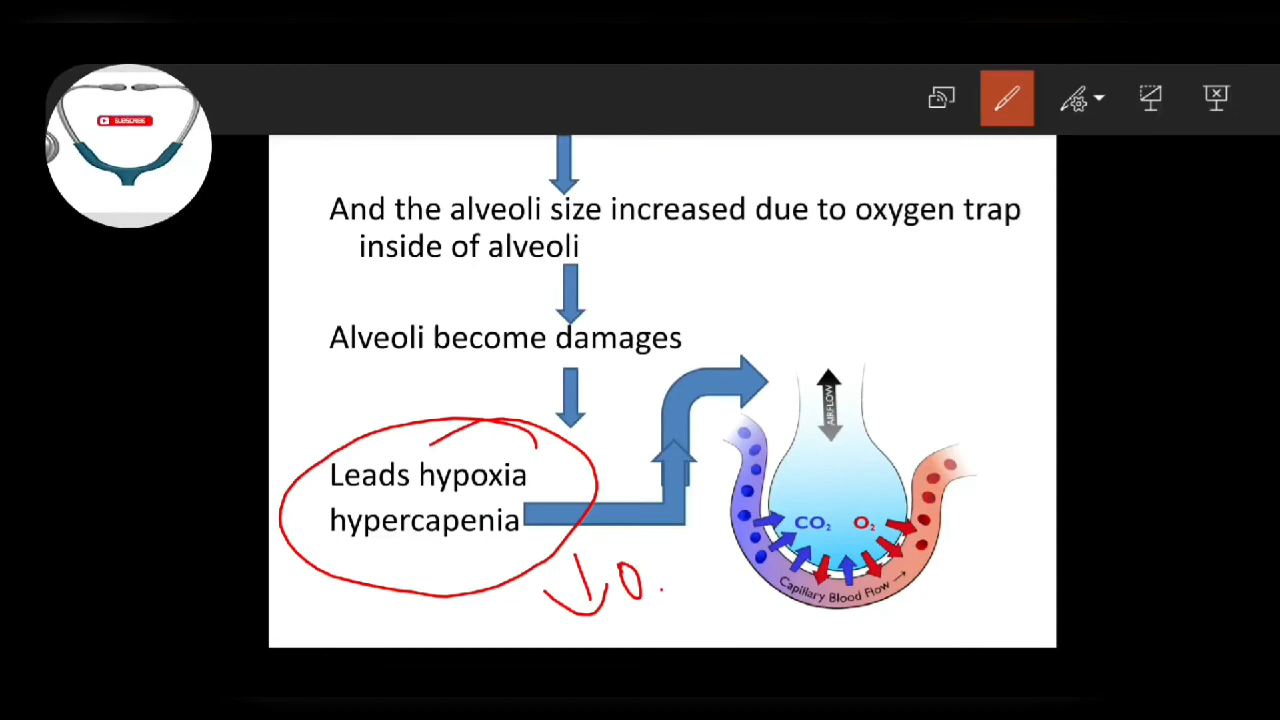 SUBSCRIBE
And the alveoli size increased due to oxygen trap
inside of alveoli
Alveoli become damages
Leads hypoxia
hypercapenia
AIRFLOW
CO₂ O₂
Capillary Blood Flow →
↓ O